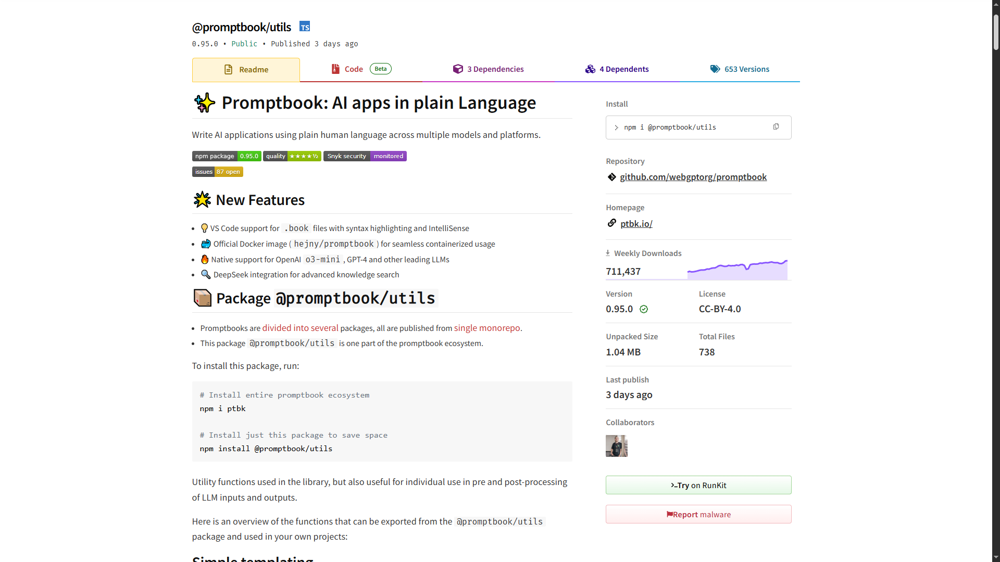 @promptbook/utils TS
0.95.0 • Public • Published 3 days ago
Readme
Code Beta
3 Dependencies
4 Dependents
653 Versions
✨ Promptbook: AI apps in plain Language
Write AI applications using plain human language across multiple models and platforms.
npm package 0.95.0 quality ★★★★½ Snyk security monitored
issues 87 open
🌟 New Features
• 💡 VS Code support for .book files with syntax highlighting and IntelliSense
• 🐳 Official Docker image ( hejny/promptbook ) for seamless containerized usage
• 🔥 Native support for OpenAI o3-mini , GPT-4 and other leading LLMs
• 🔍 DeepSeek integration for advanced knowledge search
📦 Package @promptbook/utils
• Promptbooks are divided into several packages, all are published from single monorepo.
• This package @promptbook/utils is one part of the promptbook ecosystem.
To install this package, run:
# Install entire promptbook ecosystem
npm i ptbk
# Install just this package to save space
npm install @promptbook/utils
Utility functions used in the library, but also useful for individual use in pre and post-processing
of LLM inputs and outputs.
Here is an overview of the functions that can be exported from the @promptbook/utils
package and used in your own projects:
Simple templating
Install
> npm i @promptbook/utils
Repository
github.com/webgptorg/promptbook
Homepage
ptbk.io/
Weekly Downloads
711,437
Version
0.95.0
License
CC-BY-4.0
Unpacked Size
1.04 MB
Total Files
738
Last publish
3 days ago
Collaborators
>_Try on RunKit
Report malware